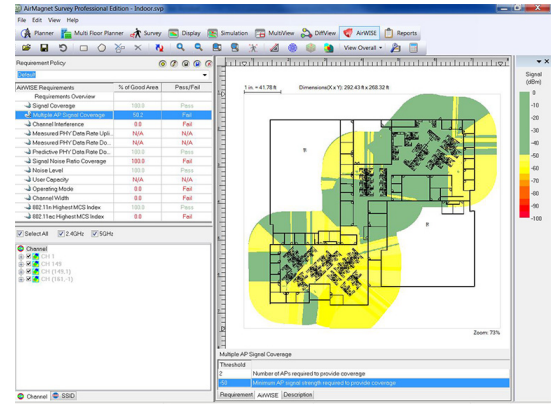 AirMagnet Survey Professional Edition - Indoor.svp
File Edit View Help
Planner Multi Floor Planner Survey Display Simulation MultiView DiffView AirWISE Reports
View Overall
Requirement Policy
Default
AirWISE Requirements % of Good Area Pass/Fail
Requirements Overview
Signal Coverage 100.0 Pass
Multiple AP Signal Coverage 58.2 Fail
Channel Interference 0.0 Fail
Measured PHY Data Rate Upli... N/A N/A
Measured PHY Data Rate Do... N/A N/A
Predictive PHY Data Rate Do... 100.0 Pass
Signal Noise Ratio Coverage 100.0 Fail
Noise Level 100.0 Pass
User Capacity N/A N/A
Operating Mode 0.0 Fail
Channel Width 0.0 Fail
802.11n Highest MCS Index 100.0 Pass
802.11ac Highest MCS Index 0.0 Fail
Select All 2.4GHz 5GHz
Channel
CH 1
CH 149
CH (149,1)
CH (161,-1)
Channel SSID
1 in. = 41.78 ft Dimensions(X x Y): 292.43 ft x 268.32 ft
Zoom: 73%
Signal
(dBm)
0
-10
-20
-30
-40
-50
-60
-70
-80
-90
-100
Multiple AP Signal Coverage
Threshold
2 Number of APs required to provide coverage
Minimum AP signal strength required to provide coverage
Requirement AirWISE Description